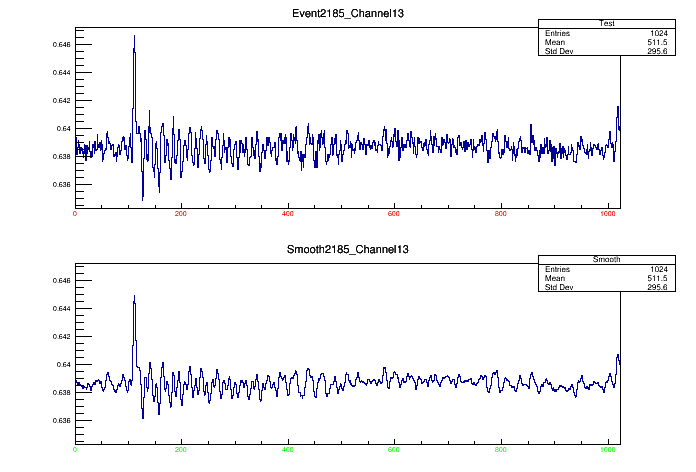 Event2185_Channel13
Test
Entries 1024
Mean 511.5
Std Dev 295.6
0.646
0.644
0.642
0.64
0.638
0.636
0 200 400 600 800 1000
Smooth2185_Channel13
Smooth
Entries 1024
Mean 511.5
Std Dev 295.6
0.646
0.644
0.642
0.64
0.638
0.636
0 200 400 600 800 1000